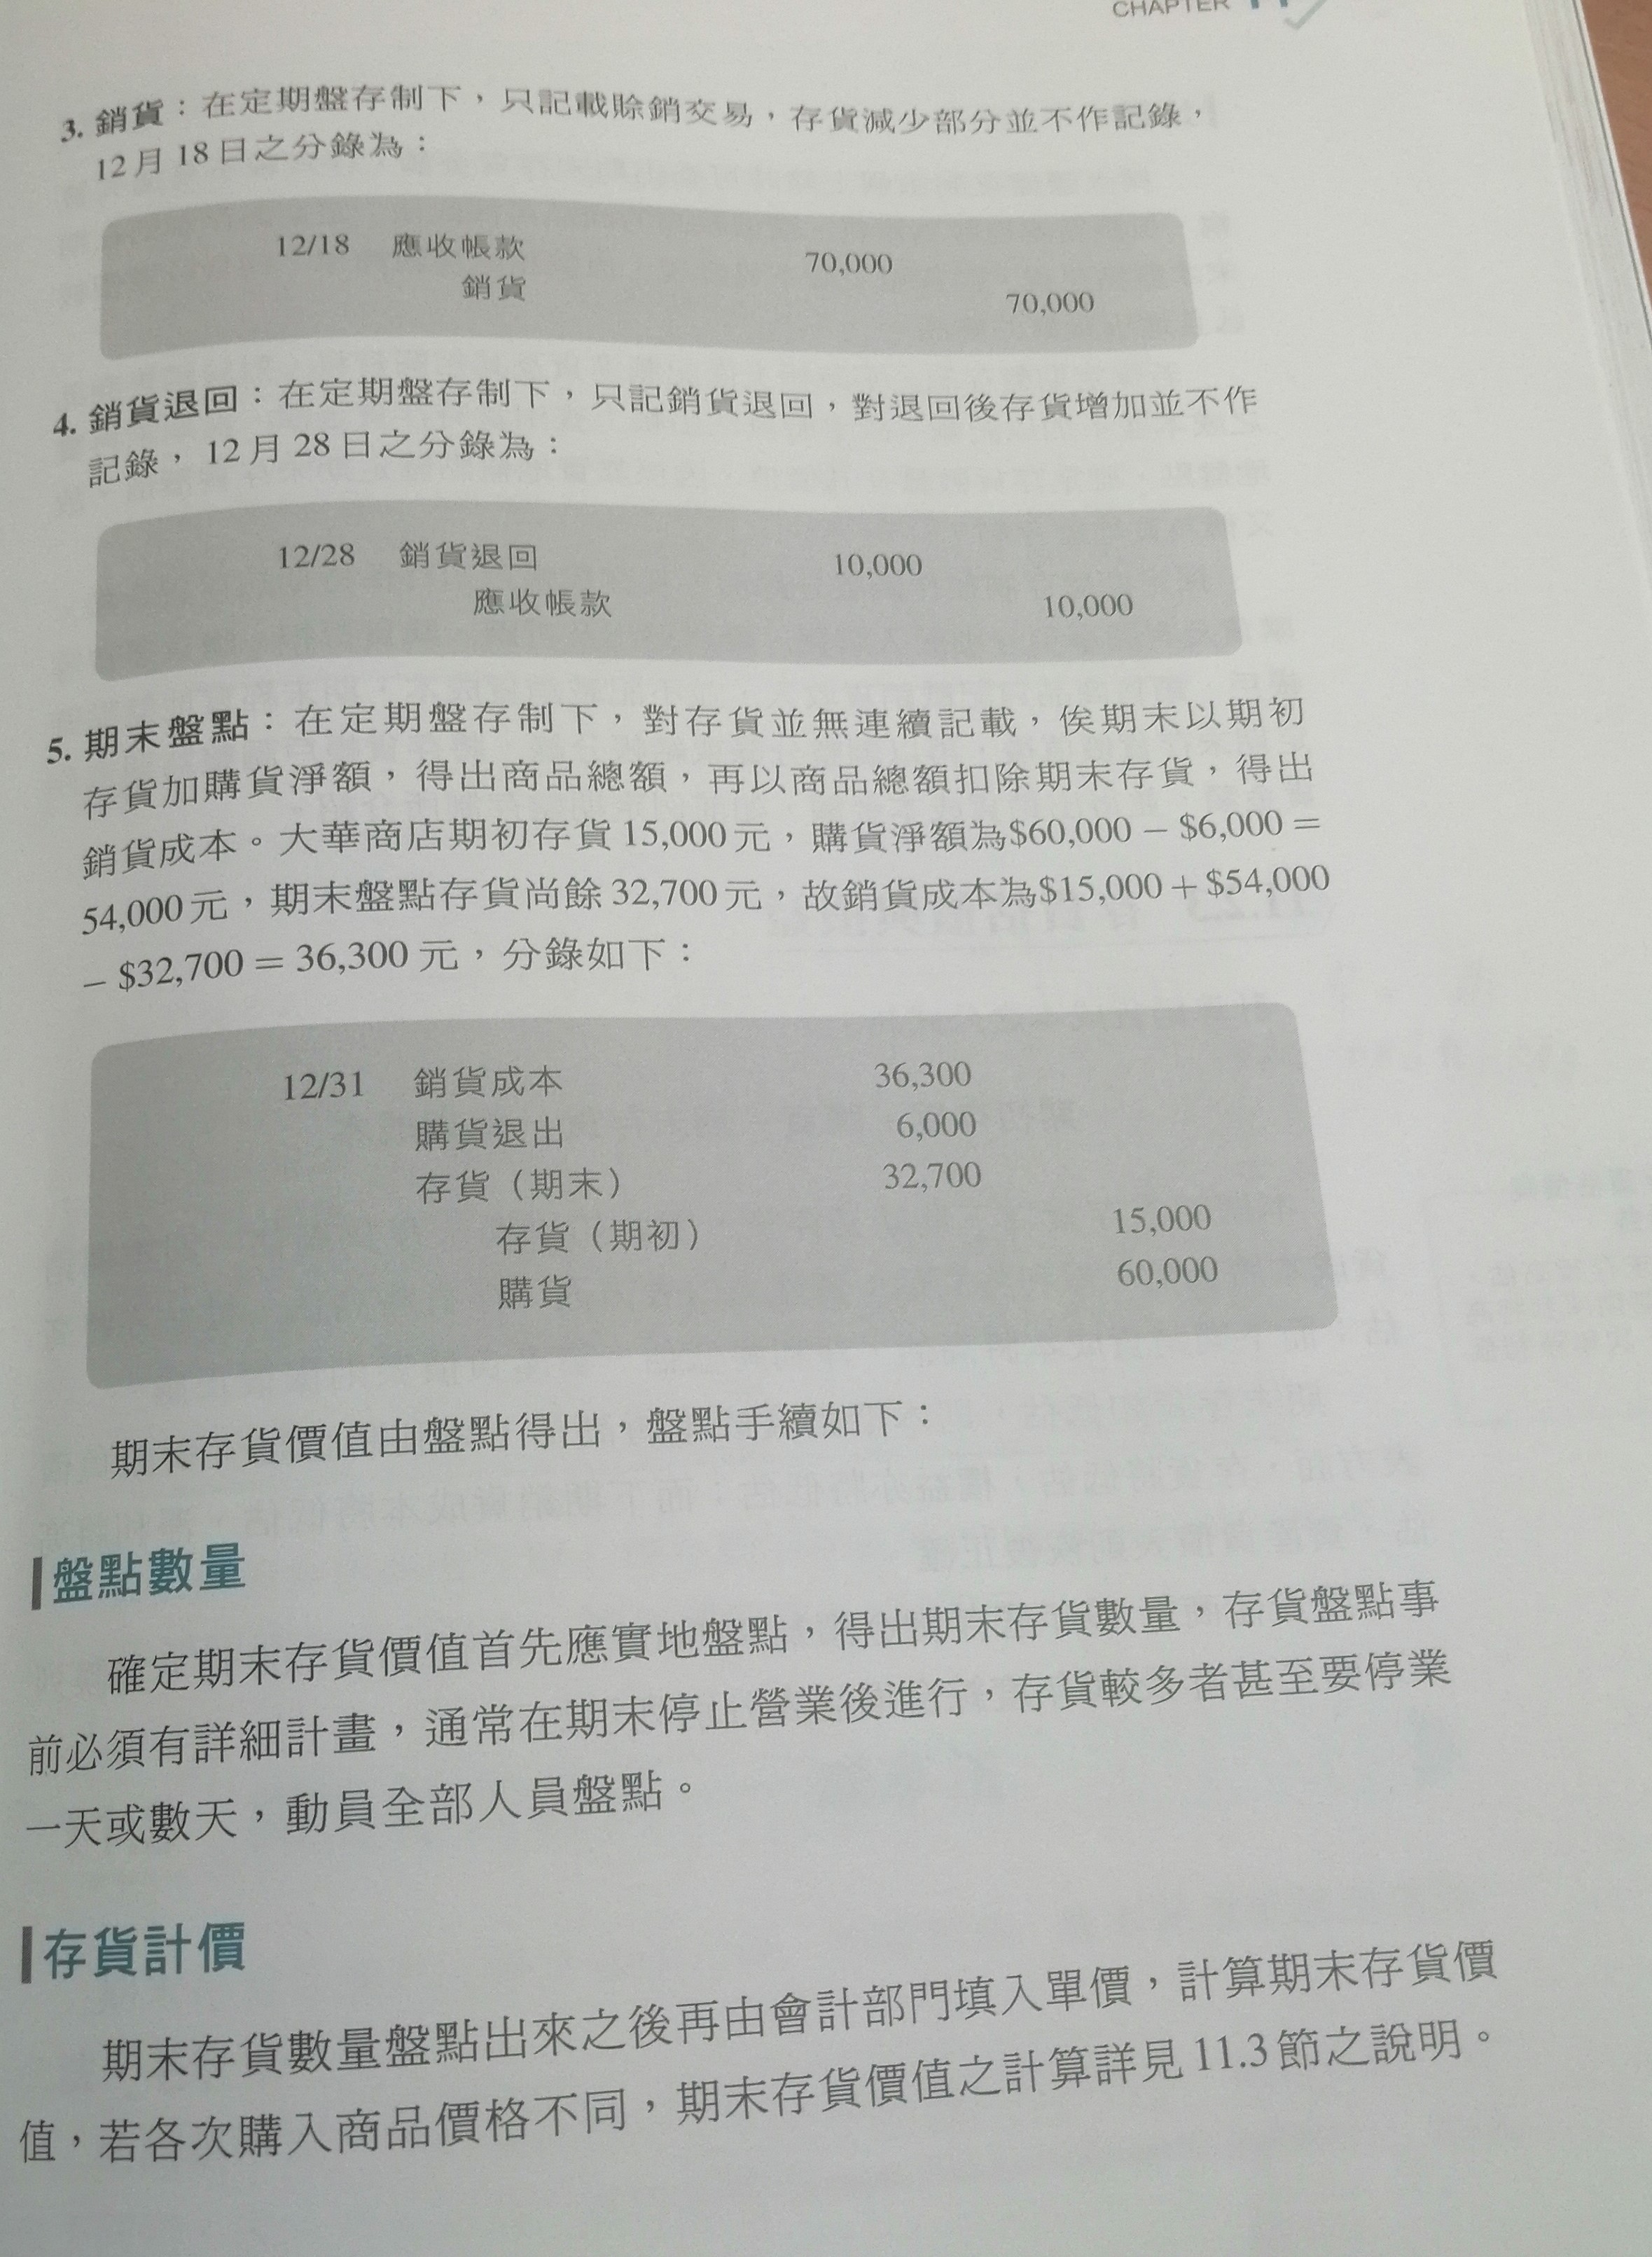 CHAPTER
3. 銷貨：在定期盤存制下，只記載賒銷交易，存貨減少部分並不作記錄，
12月18日之分錄為：
12/18 應收帳款 70,000
銷貨 70,000
4. 銷貨退回：在定期盤存制下，只記銷貨退回，對退回後存貨增加並不作
記錄，12月28日之分錄為：
12/28 銷貨退回 10,000
應收帳款 10,000
5. 期末盤點：在定期盤存制下，對存貨並無連續記載，俟期末以期初
存貨加購貨淨額，得出商品總額，再以商品總額扣除期末存貨，得出
銷貨成本。大華商店期初存貨15,000元，購貨淨額為$60,000 – $6,000 =
54,000元，期末盤點存貨尚餘32,700元，故銷貨成本為$15,000 + $54,000
– $32,700 = 36,300元，分錄如下：
12/31 銷貨成本 36,300
購貨退出 6,000
存貨（期末） 32,700
存貨（期初） 15,000
購貨 60,000
期末存貨價值由盤點得出，盤點手續如下：
盤點數量
確定期末存貨價值首先應實地盤點，得出期末存貨數量，存貨盤點事
前必須有詳細計畫，通常在期末停止營業後進行，存貨較多者甚至要停業
一天或數天，動員全部人員盤點。
存貨計價
期末存貨數量盤點出來之後再由會計部門填入單價，計算期末存貨價
值，若各次購入商品價格不同，期末存貨價值之計算詳見11.3節之說明。